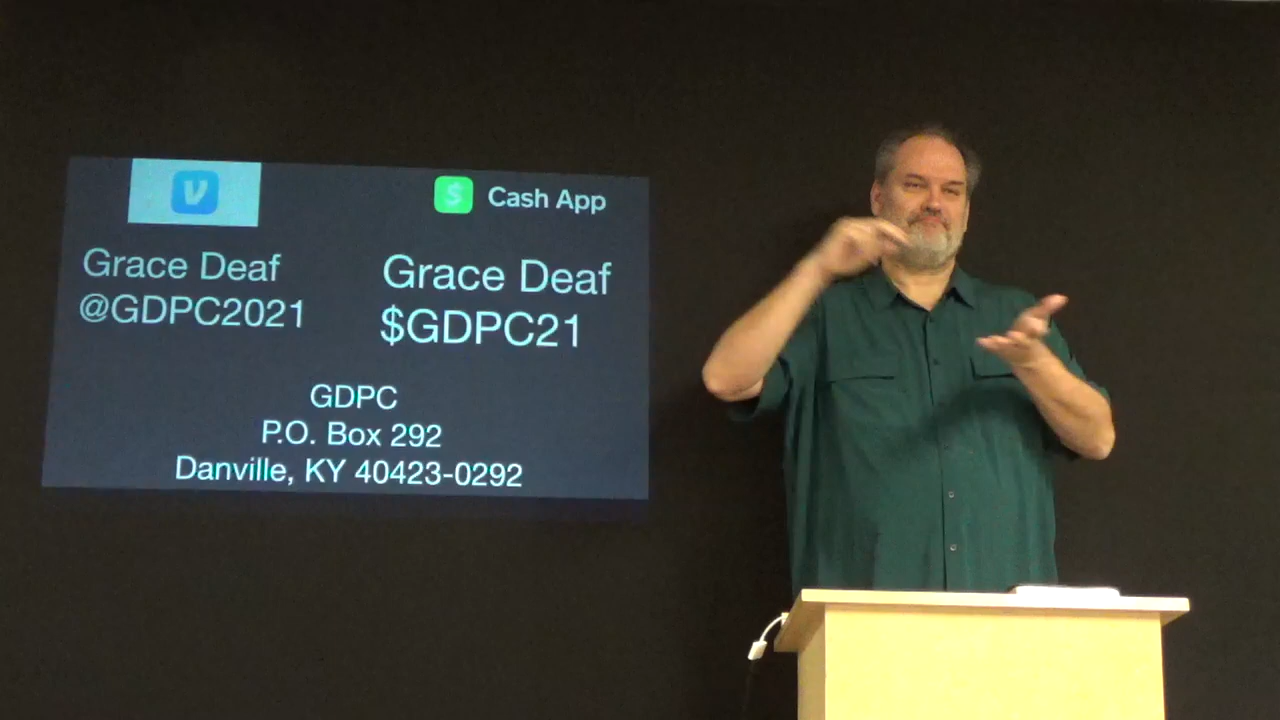 V
$ Cash App
Grace Deaf
@GDPC2021
Grace Deaf
$GDPC21
GDPC
P.O. Box 292
Danville, KY 40423-0292